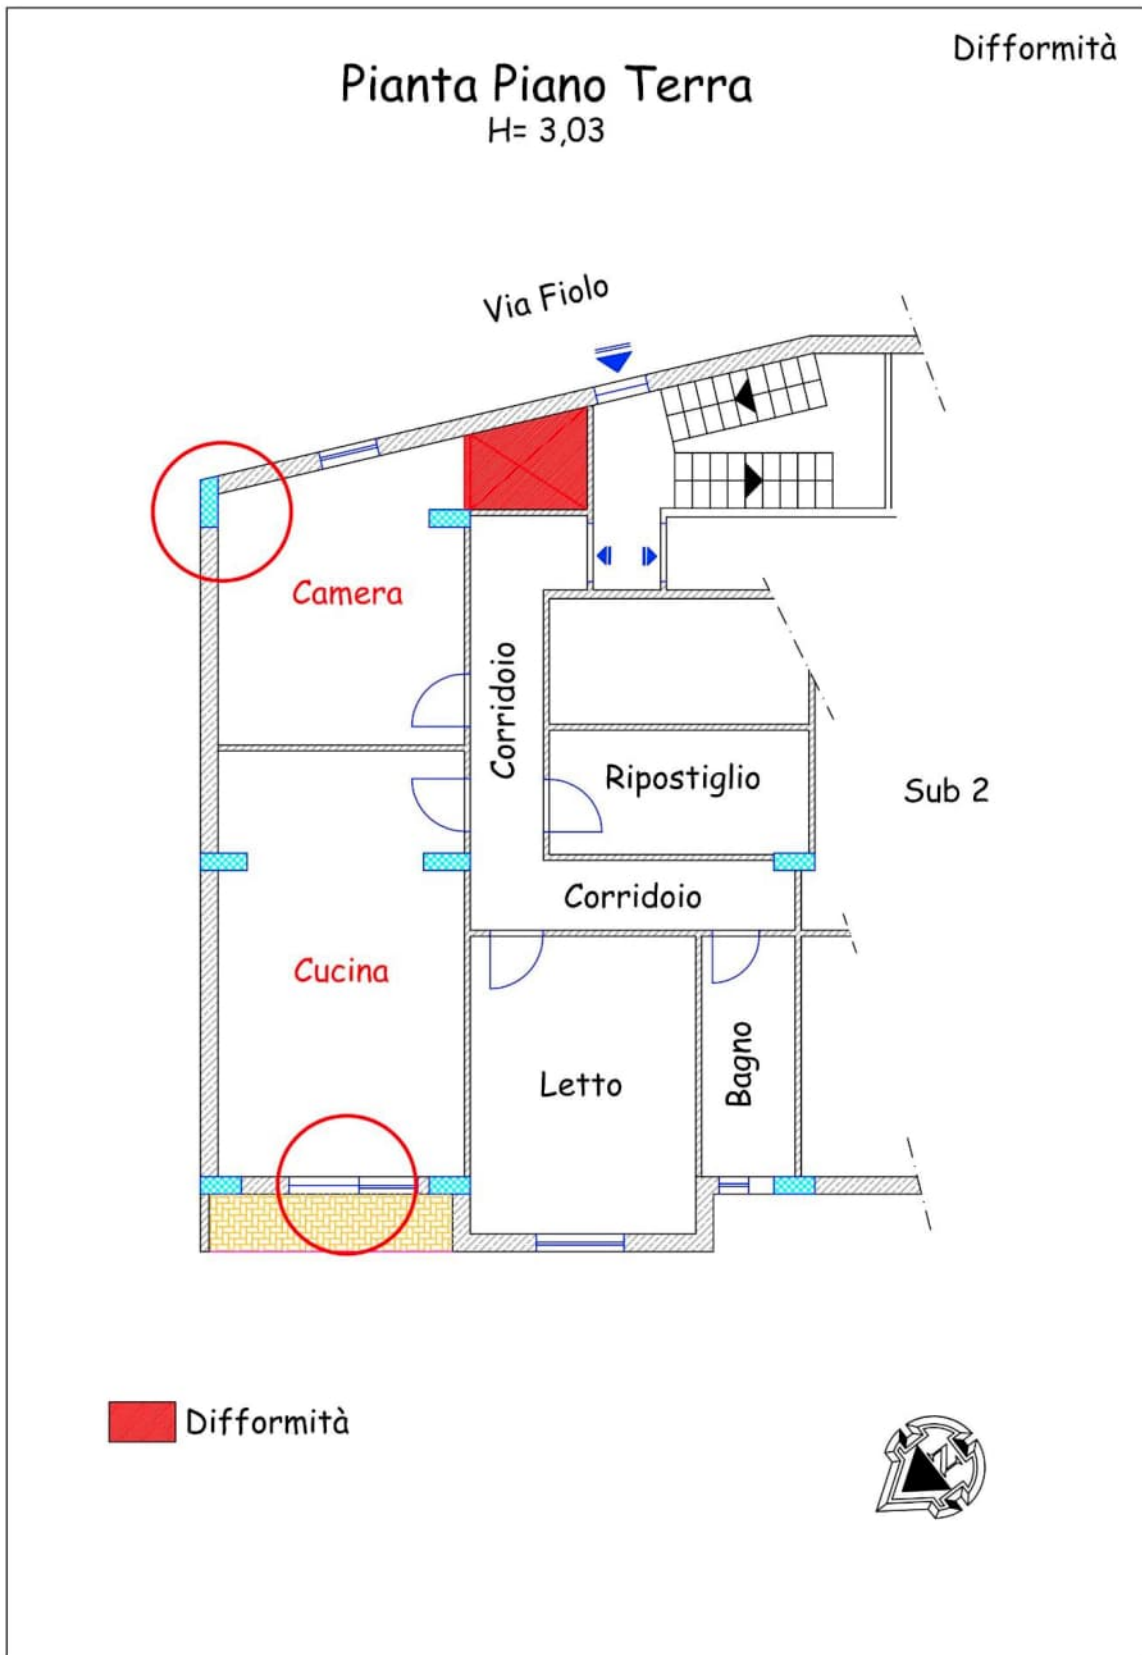 Difformità
Pianta Piano Terra
H= 3,03
Via Fiolo
Camera
Corridoio
Ripostiglio
Sub 2
Corridoio
Cucina
Letto
Bagno
Difformità
N